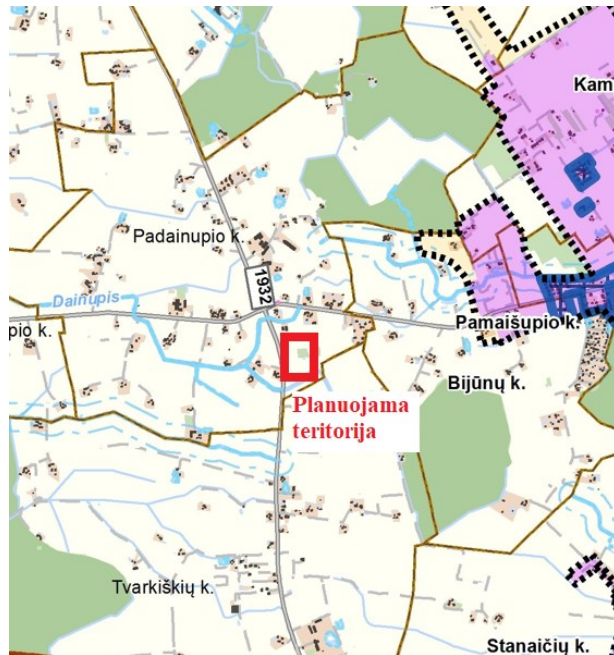 Kam
Padainupio k.
1932
Dainupis
pio k.
Pamaišupio k.
Bijūnų k.
Planuojama
teritorija
Tvarkiškių k.
Stanaičių k.